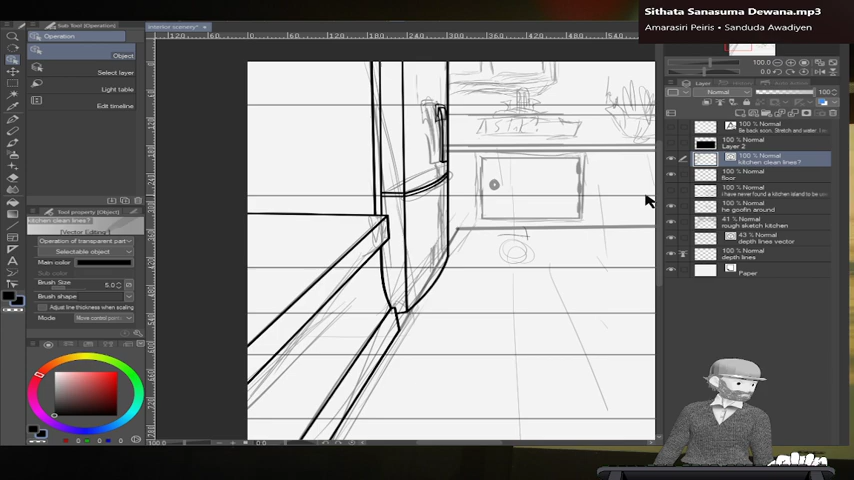 Sithata Sanasuma Dewana.mp3
Amarasiri Peiris • Sanduda Awadiyen
interior scenery*
Sub Tool (Operation)
Operation
Object
Select layer
Light table
Edit timeline
Tool property [Object]
kitchen clean lines?
[Vector Editing]
Operation of transparent part
Selectable object
Main color
Sub color
Brush Size 5.0
Brush shape
Adjust line thickness when scaling
Mode Move control point
100.0
0.0
Layer
Normal 100
100 % Normal
Be back soon. Stretch and water
100 % Normal
Layer 2
100 % Normal
kitchen clean lines?
100 % Normal
floor
100 % Normal
I have never found a kitchen island to be
100 % Normal
he goofin around
41 % Normal
rough sketch kitchen
43 % Normal
depth lines vector
100 % Normal
depth lines
Paper